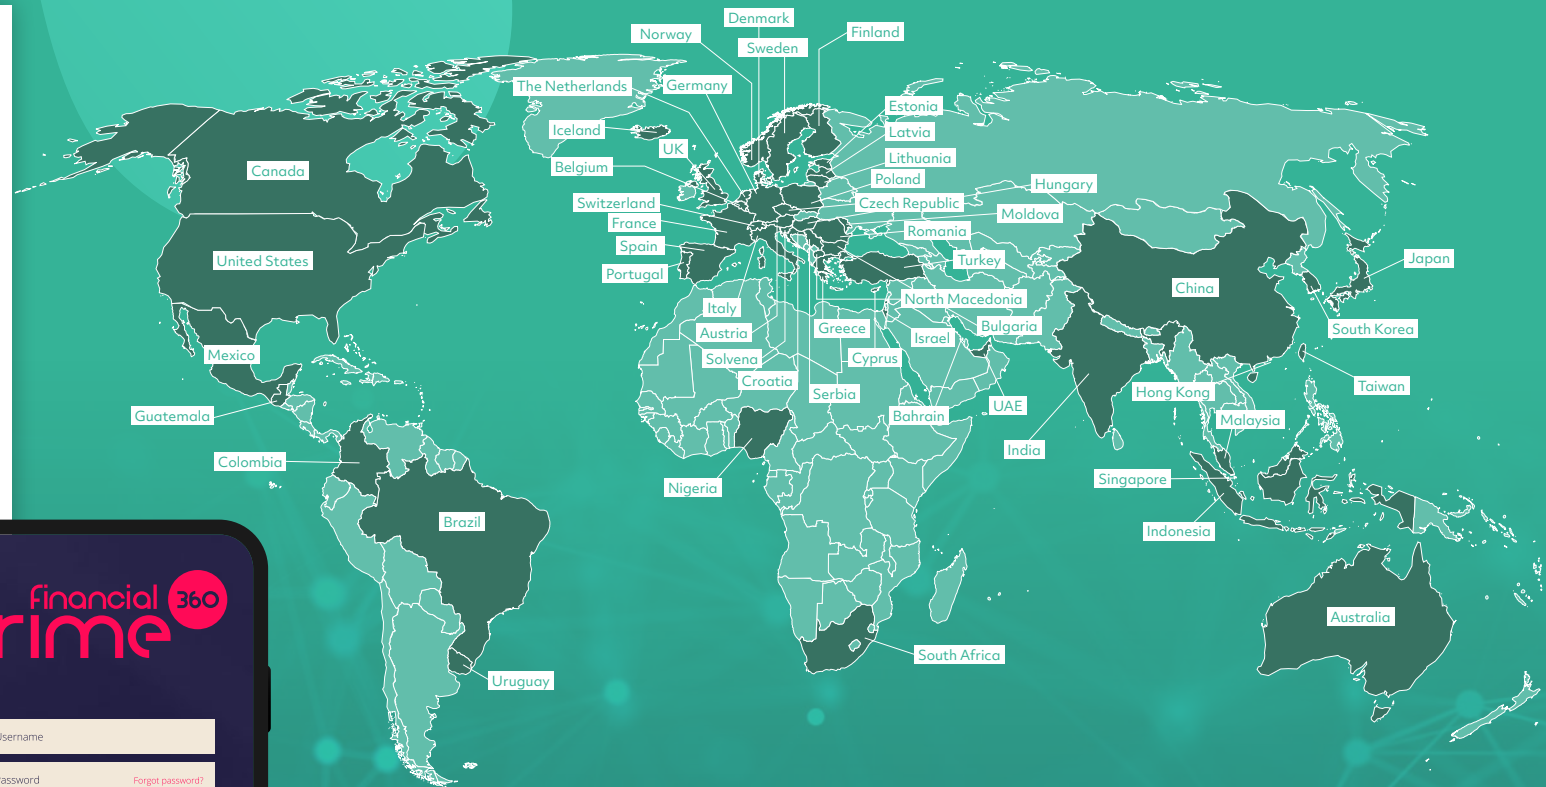 Denmark
Norway
Sweden
Finland
The Netherlands
Germany
Estonia
Iceland
Latvia
UK
Lithuania
Belgium
Canada
Poland
Hungary
Switzerland
Czech Republic
France
Moldova
Romania
Spain
United States
Turkey
Japan
Portugal
China
North Macedonia
Italy
Bulgaria
Greece
South Korea
Austria
Israel
Mexico
Solvena
Cyprus
Croatia
Taiwan
Serbia
Hong Kong
UAE
Guatemala
Bahrain
Malaysia
India
Colombia
Singapore
Nigeria
Brazil
Indonesia
financial
360
rime
Australia
South Africa
Uruguay
Username
Password
Forgot password?